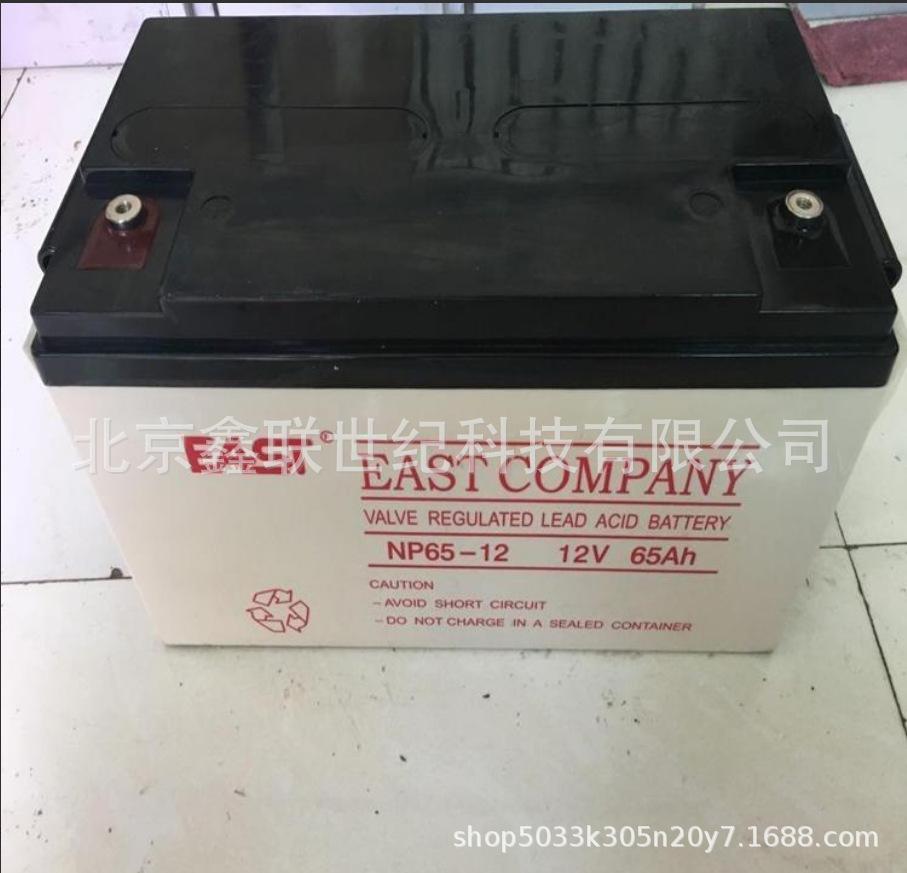 北京鑫联世纪科技有限公司
EAST®
EAST COMPANY
VALVE REGULATED LEAD ACID BATTERY
NP65-12 12V 65Ah
CAUTION
-AVOID SHORT CIRCUIT
-DO NOT CHARGE IN A SEALED CONTAINER
shop5033k305n20y7.1688.com